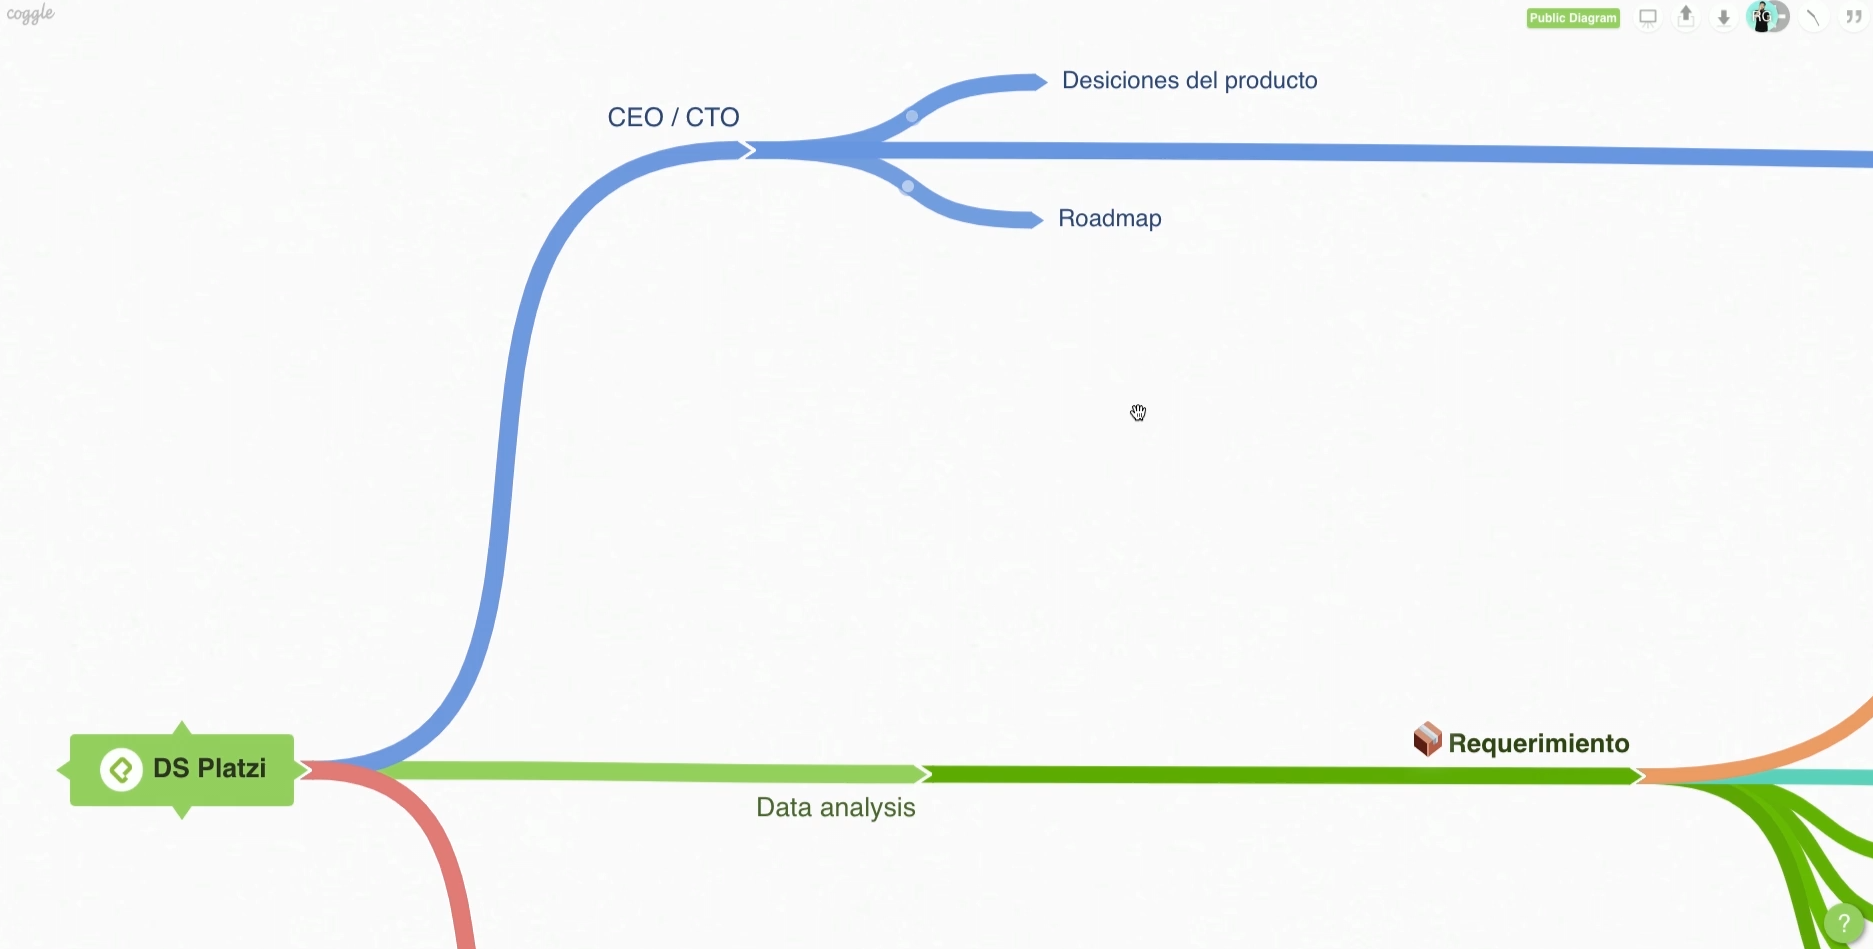 coggle
Public Diagram
RG
Desiciones del producto
CEO / CTO
Roadmap
📦 Requerimiento
DS Platzi
Data analysis
?